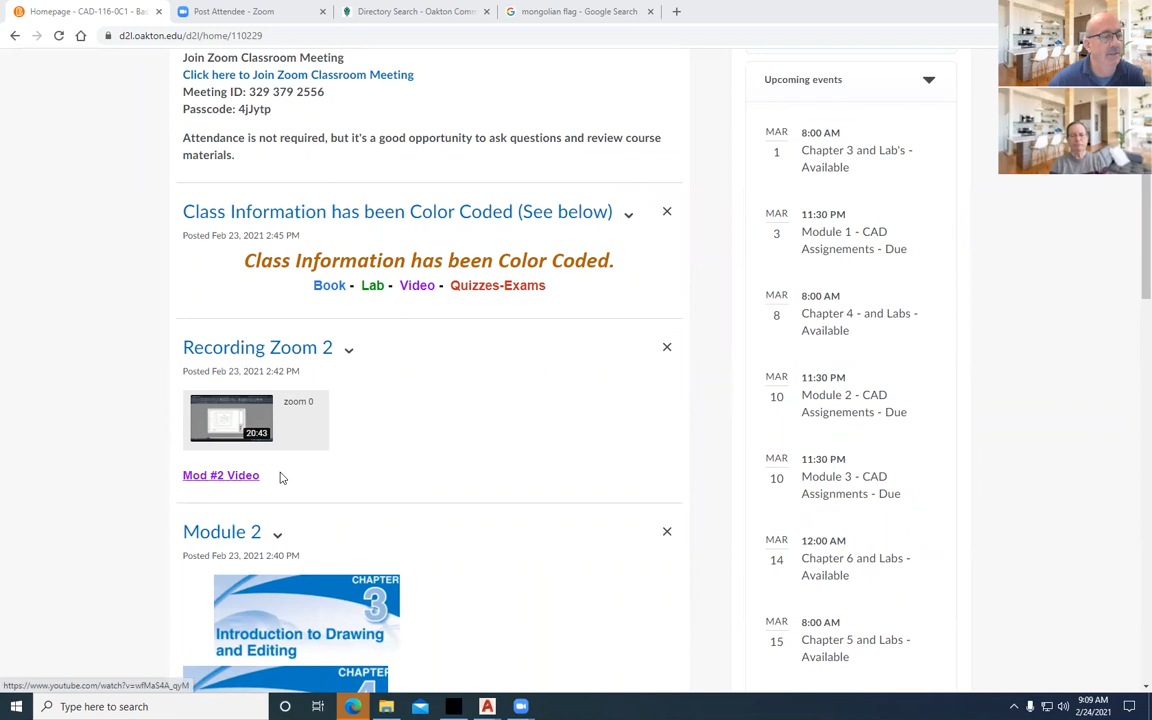 Homepage - CAD-116-0C1 - Bas
Post Attendee - Zoom
Directory Search - Oakton Comm
mongolian flag - Google Search
d2l.oakton.edu/d2l/home/110229
Join Zoom Classroom Meeting
Click here to Join Zoom Classroom Meeting
Meeting ID: 329 379 2556
Passcode: 4jJytp
Attendance is not required, but it's a good opportunity to ask questions and review course
materials.
Class Information has been Color Coded (See below)
Posted Feb 23, 2021 2:45 PM
Class Information has been Color Coded.
Book - Lab - Video - Quizzes-Exams
Recording Zoom 2
Posted Feb 23, 2021 2:42 PM
zoom 0
20:43
Mod #2 Video
Module 2
Posted Feb 23, 2021 2:40 PM
CHAPTER
3
Introduction to Drawing
and Editing
CHAPTER
Upcoming events
MAR
1
8:00 AM
Chapter 3 and Lab's -
Available
MAR
3
11:30 PM
Module 1 - CAD
Assignements - Due
MAR
8
8:00 AM
Chapter 4 - and Labs -
Available
MAR
10
11:30 PM
Module 2 - CAD
Assignements - Due
MAR
10
11:30 PM
Module 3 - CAD
Assignments - Due
MAR
14
12:00 AM
Chapter 6 and Labs -
Available
MAR
15
8:00 AM
Chapter 5 and Labs -
Available
https://www.youtube.com/watch?v=wfMaS4A_qyM
Type here to search
9:09 AM
2/24/2021